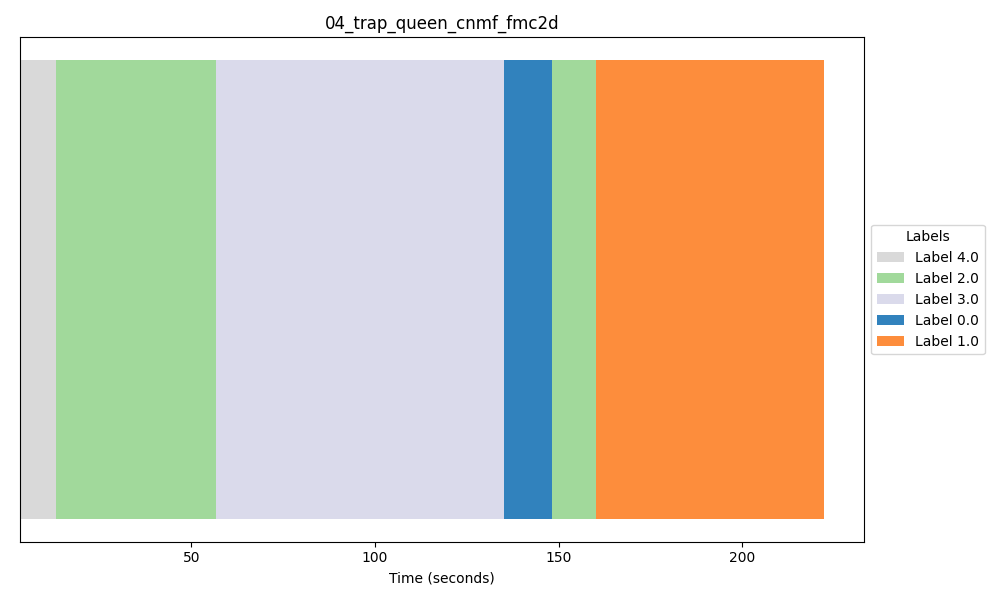 04_trap_queen_cnmf_fmc2d
Labels
Label 4.0
Label 2.0
Label 3.0
Label 0.0
Label 1.0
50
100
150
200
Time (seconds)